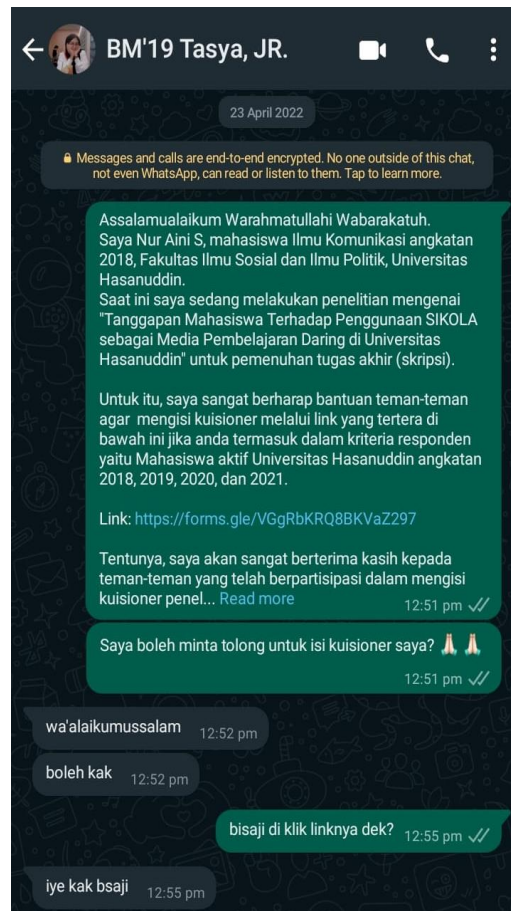 BM'19 Tasya, JR.
23 April 2022
Messages and calls are end-to-end encrypted. No one outside of this chat,
not even WhatsApp, can read or listen to them. Tap to learn more.
Assalamualaikum Warahmatullahi Wabarakatuh.
Saya Nur Aini S, mahasiswa Ilmu Komunikasi angkatan
2018, Fakultas Ilmu Sosial dan Ilmu Politik, Universitas
Hasanuddin.
Saat ini saya sedang melakukan penelitian mengenai
"Tanggapan Mahasiswa Terhadap Penggunaan SIKOLA
sebagai Media Pembelajaran Daring di Universitas
Hasanuddin" untuk pemenuhan tugas akhir (skripsi).
Untuk itu, saya sangat berharap bantuan teman-teman
agar mengisi kuisioner melalui link yang tertera di
bawah ini jika anda termasuk dalam kriteria responden
yaitu Mahasiswa aktif Universitas Hasanuddin angkatan
2018, 2019, 2020, dan 2021.
Link: https://forms.gle/VGgRbKRQ8BKVaZ297
Tentunya, saya akan sangat berterima kasih kepada
teman-teman yang telah berpartisipasi dalam mengisi
kuisioner penel... Read more 12:51 pm
Saya boleh minta tolong untuk isi kuisioner saya? 🙏🏻 🙏🏻
12:51 pm
wa'alaikumussalam 12:52 pm
boleh kak 12:52 pm
bisaji di klik linknya dek? 12:55 pm
iye kak bsaji 12:55 pm